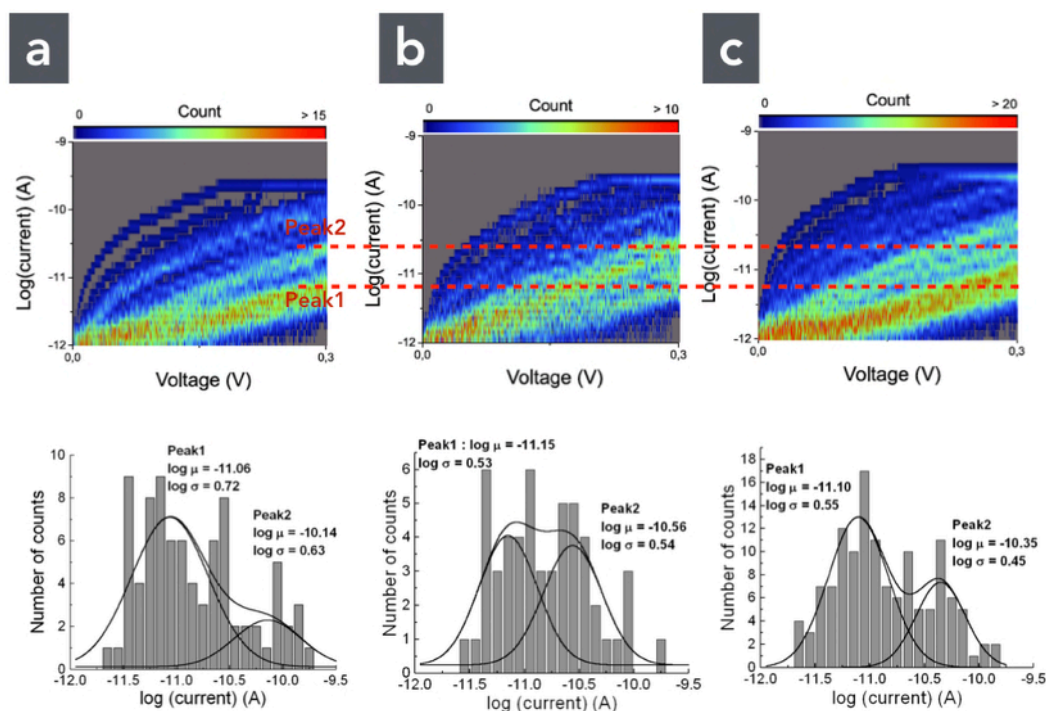 a
b
c
Count
0
> 15
Log(current) (A)
-9
-10
-11
-12
0,0
0,3
Voltage (V)
Peak2
Peak1
Count
0
> 10
Log(current) (A)
-9
-10
-11
-12
0,0
0,3
Voltage (V)
Count
0
> 20
Log(current) (A)
-9
-10
-11
-12
0,0
0,3
Voltage (V)
Number of counts
10
8
6
4
2
0
Peak1
log μ = -11.06
log σ = 0.72
Peak2
log μ = -10.14
log σ = 0.63
-12.0 -11.5 -11.0 -10.5 -10.0 -9.5
log (current) (A)
Number of counts
6
5
4
3
2
1
0
Peak1 : log μ = -11.15
log σ = 0.53
Peak2
log μ = -10.56
log σ = 0.54
-12.0 -11.5 -11.0 -10.5 -10.0 -9.5
log (current) (A)
Number of counts
18
16
14
12
10
8
6
4
2
0
Peak1
log μ = -11.10
log σ = 0.55
Peak2
log μ = -10.35
log σ = 0.45
-12.0 -11.5 -11.0 -10.5 -10.0 -9.5
log (current) (A)